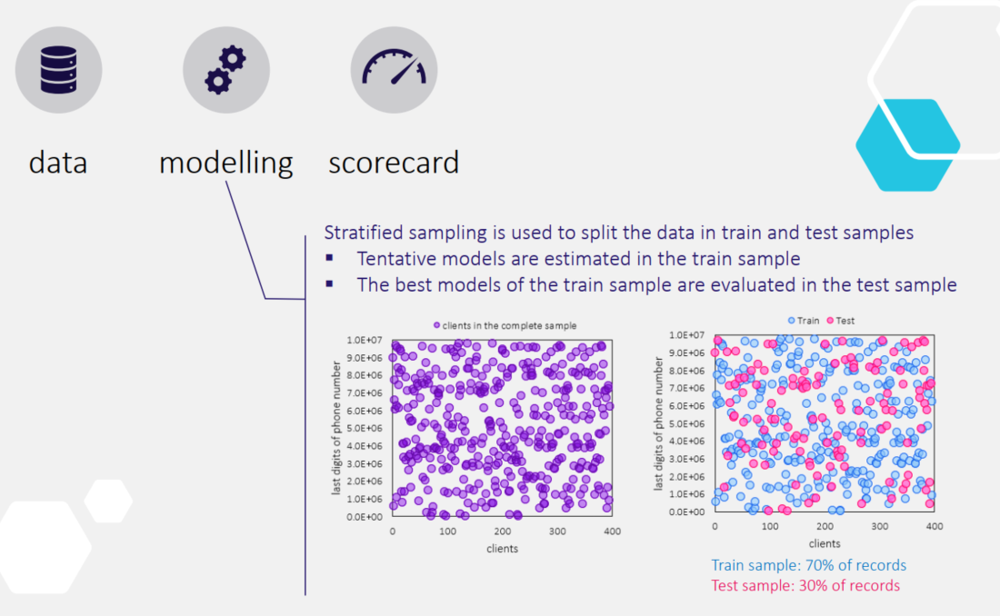 data
modelling
scorecard
Stratified sampling is used to split the data in train and test samples
▪ Tentative models are estimated in the train sample
▪ The best models of the train sample are evaluated in the test sample
clients in the complete sample
last digits of phone number
1.0E+07
9.0E+06
8.0E+06
7.0E+06
6.0E+06
5.0E+06
4.0E+06
3.0E+06
2.0E+06
1.0E+06
0.0E+00
0 100 200 300 400
clients
Train Test
last digits of phone number
1.0E+07
9.0E+06
8.0E+06
7.0E+06
6.0E+06
5.0E+06
4.0E+06
3.0E+06
2.0E+06
1.0E+06
0.0E+00
0 100 200 300 400
clients
Train sample: 70% of records
Test sample: 30% of records